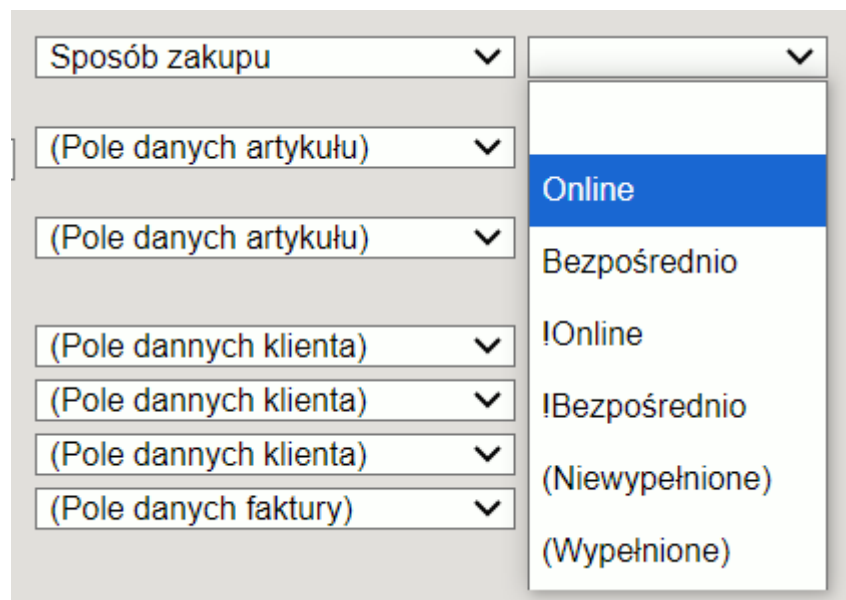 Sposób zakupu
(Pole danych artykułu)
(Pole danych artykułu)
(Pole dannych klienta)
(Pole dannych klienta)
(Pole dannych klienta)
(Pole danych faktury)
Online
Bezpośrednio
!Online
!Bezpośrednio
(Niewypełnione)
(Wypełnione)